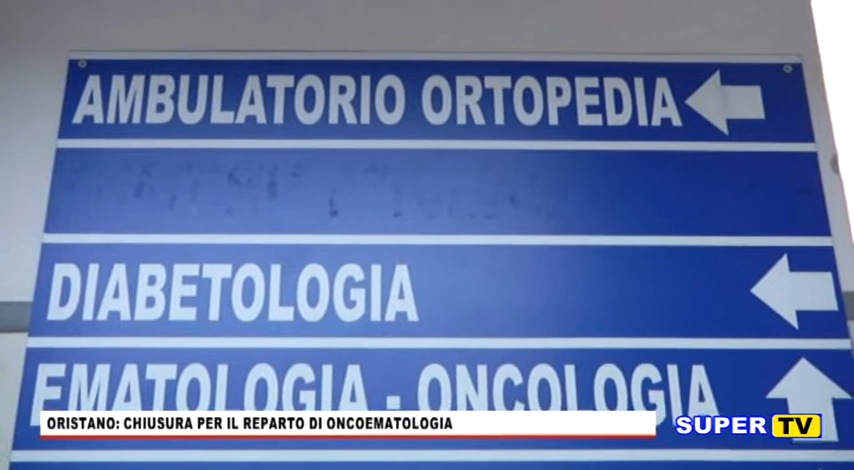 AMBULATORIO ORTOPEDIA
DIABETOLOGIA
EMATOLOGIA - ONCOLOGIA
ORISTANO: CHIUSURA PER IL REPARTO DI ONCOEMATOLOGIA
SUPER TV